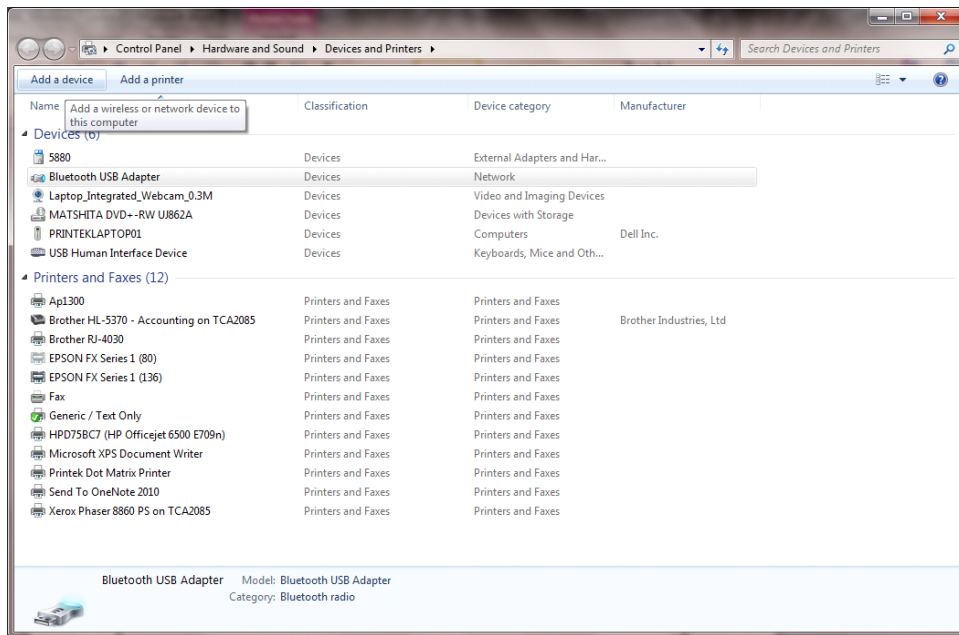 Control Panel Hardware and Sound Devices and Printers Search Devices and Printers
Add a device Add a printer
Name Classification Device category Manufacturer
Add a wireless or network device to
this computer
Devices (6)
5880 Devices External Adapters and Har...
Bluetooth USB Adapter Devices Network
Laptop_Integrated_Webcam_0.3M Devices Video and Imaging Devices
MATSHITA DVD+-RW UJ862A Devices Devices with Storage
PRINTEKLAPTOP01 Devices Computers Dell Inc.
USB Human Interface Device Devices Keyboards, Mice and Oth...
Printers and Faxes (12)
Ap1300 Printers and Faxes Printers and Faxes
Brother HL-5370 - Accounting on TCA2085 Printers and Faxes Printers and Faxes Brother Industries, Ltd
Brother RJ-4030 Printers and Faxes Printers and Faxes
EPSON FX Series 1 (80) Printers and Faxes Printers and Faxes
EPSON FX Series 1 (136) Printers and Faxes Printers and Faxes
Fax Printers and Faxes Printers and Faxes
Generic / Text Only Printers and Faxes Printers and Faxes
HPD75BC7 (HP Officejet 6500 E709n) Printers and Faxes Printers and Faxes
Microsoft XPS Document Writer Printers and Faxes Printers and Faxes
Printek Dot Matrix Printer Printers and Faxes Printers and Faxes
Send To OneNote 2010 Printers and Faxes Printers and Faxes
Xerox Phaser 8860 PS on TCA2085 Printers and Faxes Printers and Faxes
Bluetooth USB Adapter Model: Bluetooth USB Adapter
Category: Bluetooth radio